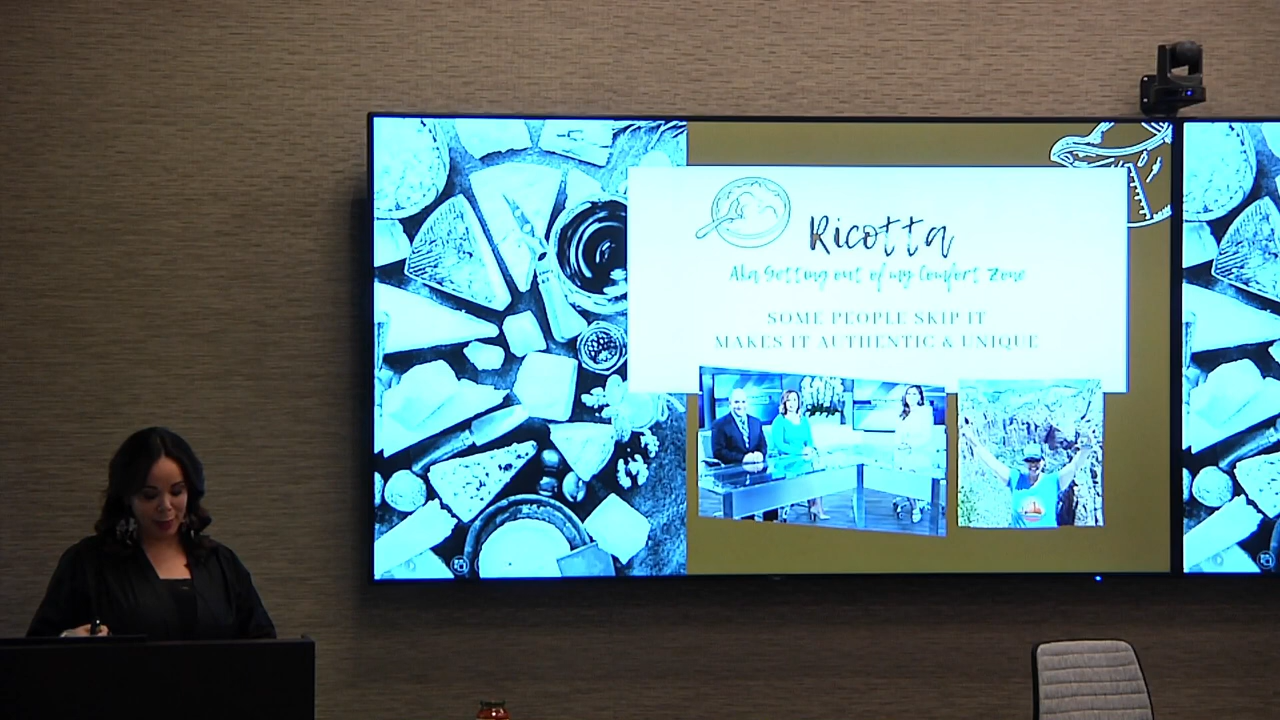 Ricotta
Aka Getting out of my Comfort Zone
SOME PEOPLE SKIP IT
MAKES IT AUTHENTIC & UNIQUE